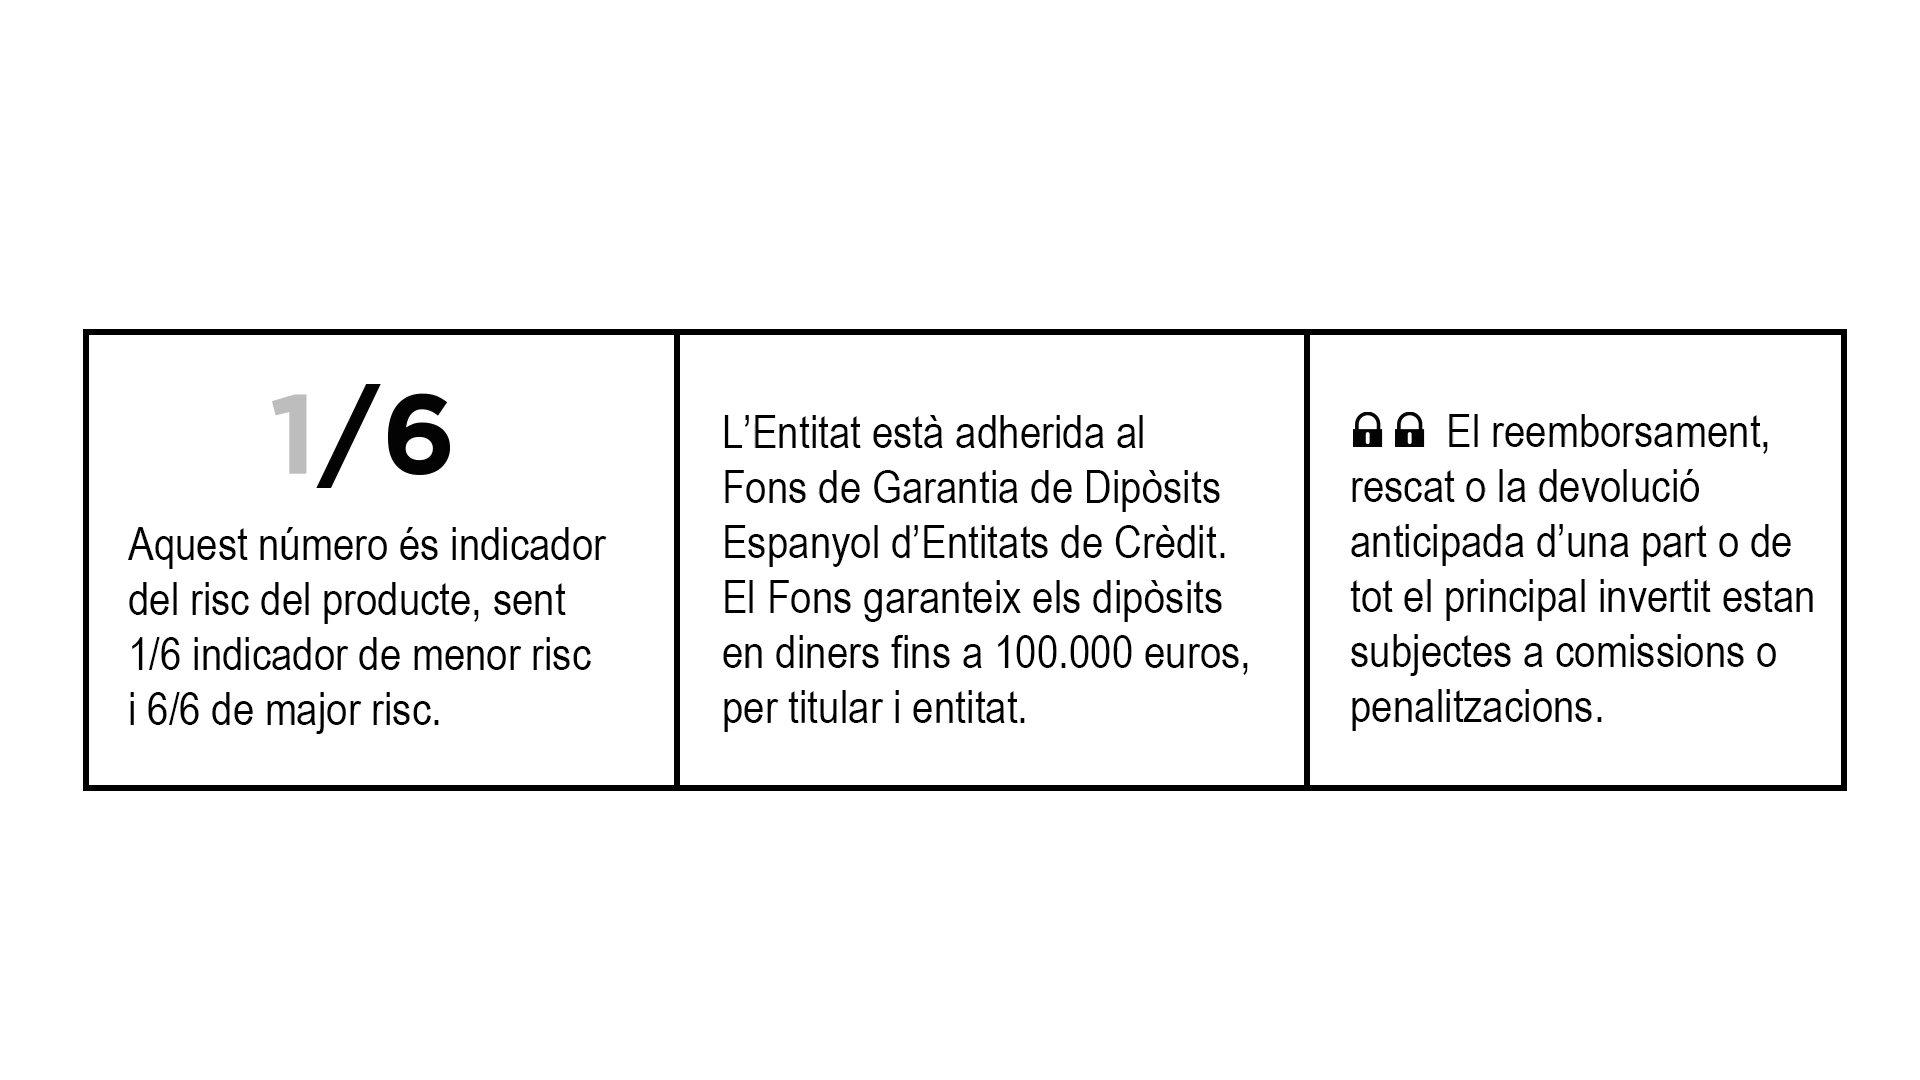 1/6
Aquest número és indicador
del risc del producte, sent
1/6 indicador de menor risc
i 6/6 de major risc.
L’Entitat està adherida al
Fons de Garantia de Dipòsits
Espanyol d’Entitats de Crèdit.
El Fons garanteix els dipòsits
en diners fins a 100.000 euros,
per titular i entitat.
El reemborsament,
rescat o la devolució
anticipada d’una part o de
tot el principal invertit estan
subjectes a comissions o
penalitzacions.